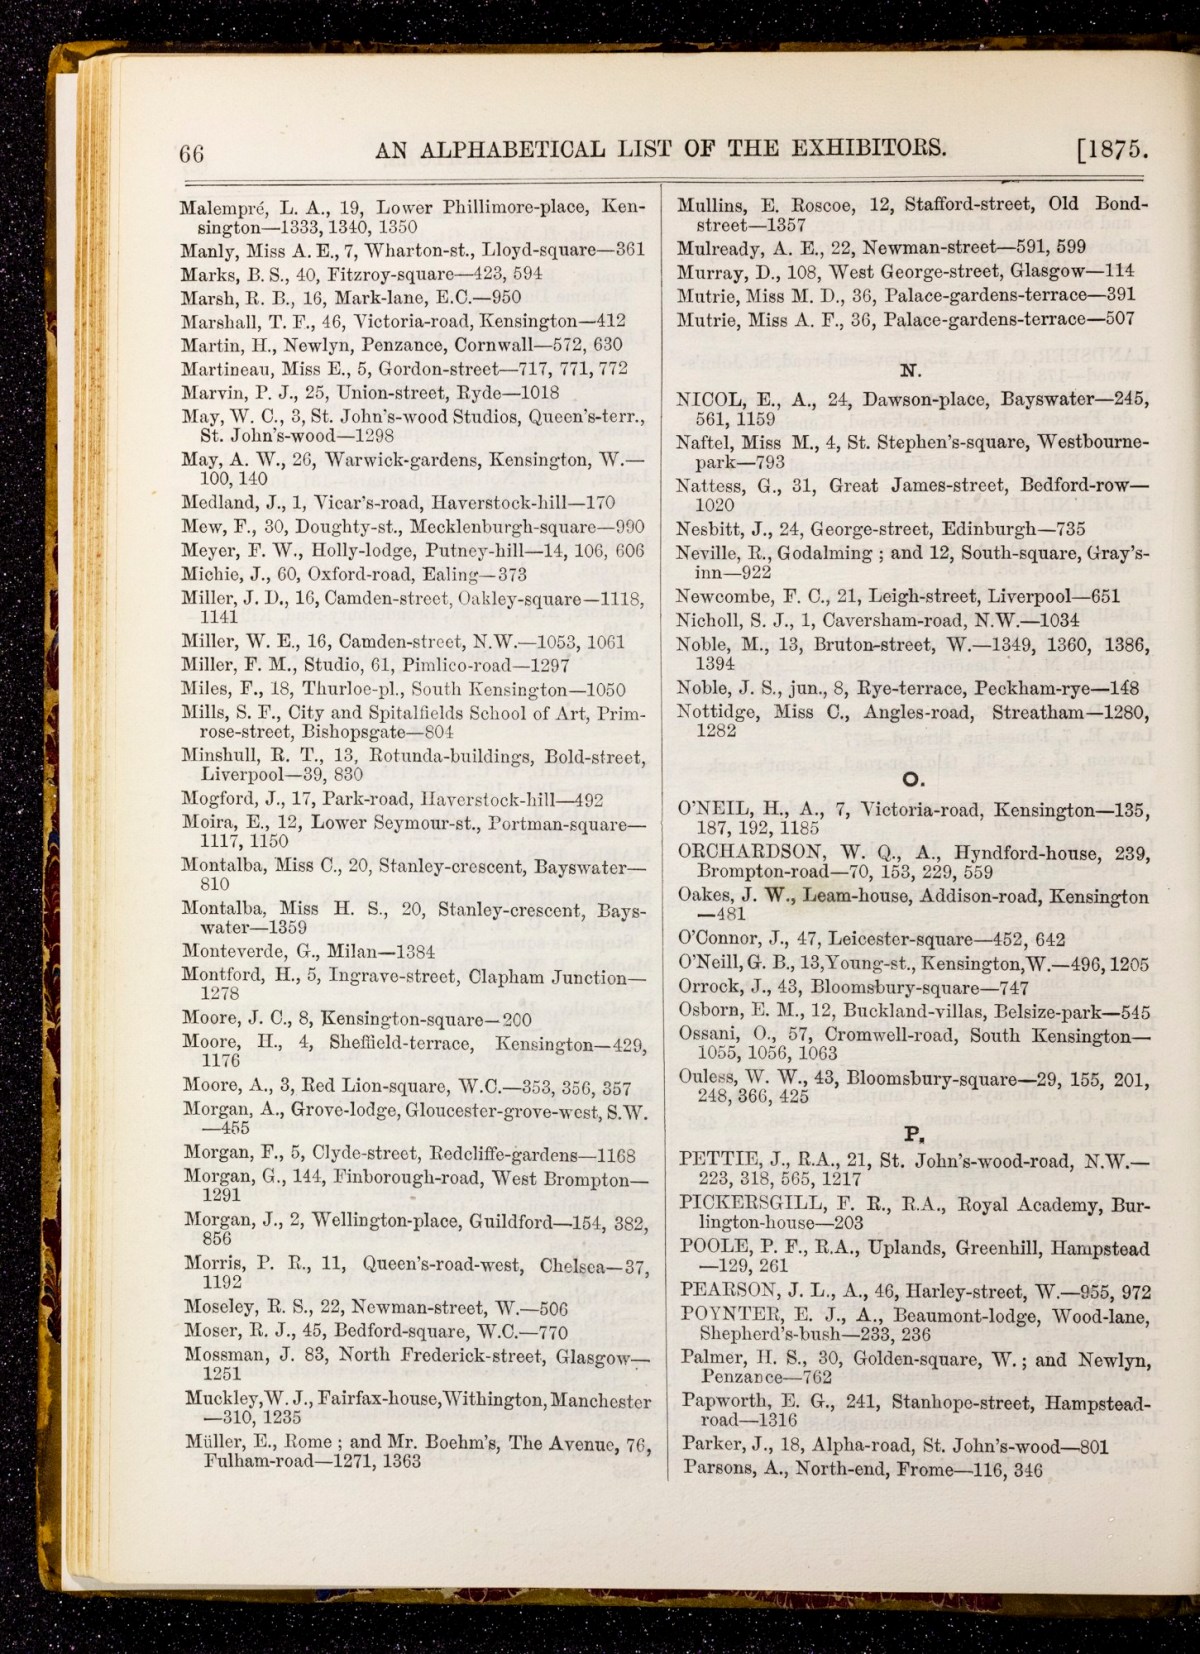 66 AN ALPHABETICAL LIST OF THE EXHIBITORS. [1875.
Malempré, L. A., 19, Lower Phillimore-place, Ken-
sington—1333, 1340, 1350
Manly, Miss A. E., 7, Wharton-st., Lloyd-square—361
Marks, B. S., 40, Fitzroy-square—423, 594
Marsh, R. B., 16, Mark-lane, E.C.—950
Marshall, T. F., 46, Victoria-road, Kensington—412
Martin, H., Newlyn, Penzance, Cornwall—572, 630
Martineau, Miss E., 5, Gordon-street—717, 771, 772
Marvin, P. J., 25, Union-street, Ryde—1018
May, W. C., 3, St. John's-wood Studios, Queen's-terr.,
St. John's-wood—1298
May, A. W., 26, Warwick-gardens, Kensington, W.—
100, 140
Medland, J., 1, Vicar's-road, Haverstock-hill—170
Mew, F., 30, Doughty-st., Mecklenburgh-square—990
Meyer, F. W., Holly-lodge, Putney-hill—14, 106, 606
Michie, J., 60, Oxford-road, Ealing—373
Miller, J. D., 16, Camden-street, Oakley-square—1118,
1141
Miller, W. E., 16, Camden-street, N.W.—1053, 1061
Miller, F. M., Studio, 61, Pimlico-road—1297
Miles, F., 18, Thurloe-pl., South Kensington—1050
Mills, S. F., City and Spitalfields School of Art, Prim-
rose-street, Bishopsgate—804
Minshull, R. T., 13, Rotunda-buildings, Bold-street,
Liverpool—39, 830
Mogford, J., 17, Park-road, Haverstock-hill—492
Moira, E., 12, Lower Seymour-st., Portman-square—
1117, 1150
Montalba, Miss C., 20, Stanley-crescent, Bayswater—
810
Montalba, Miss H. S., 20, Stanley-crescent, Bays-
water—1359
Monteverde, G., Milan—1384
Montford, H., 5, Ingrave-street, Clapham Junction—
1278
Moore, J. C., 8, Kensington-square—200
Moore, H., 4, Sheffield-terrace, Kensington—429,
1176
Moore, A., 3, Red Lion-square, W.C.—353, 356, 357
Morgan, A., Grove-lodge, Gloucester-grove-west, S.W.
—455
Morgan, F., 5, Clyde-street, Redcliffe-gardens—1168
Morgan, G., 144, Finborough-road, West Brompton—
1291
Morgan, J., 2, Wellington-place, Guildford—154, 382,
856
Morris, P. R., 11, Queen's-road-west, Chelsea—37,
1192
Moseley, R. S., 22, Newman-street, W.—506
Moser, R. J., 45, Bedford-square, W.C.—770
Mossman, J. 83, North Frederick-street, Glasgow—
1251
Muckley, W. J., Fairfax-house, Withington, Manchester
—310, 1235
Müller, E., Rome ; and Mr. Boehm's, The Avenue, 76,
Fulham-road—1271, 1363
Mullins, E. Roscoe, 12, Stafford-street, Old Bond-
street—1357
Mulready, A. E., 22, Newman-street—591, 599
Murray, D., 108, West George-street, Glasgow—114
Mutrie, Miss M. D., 36, Palace-gardens-terrace—391
Mutrie, Miss A. F., 36, Palace-gardens-terrace—507
N.
NICOL, E., A., 24, Dawson-place, Bayswater—245,
561, 1159
Naftel, Miss M., 4, St. Stephen's-square, Westbourne-
park—793
Nattess, G., 31, Great James-street, Bedford-row—
1020
Nesbitt, J., 24, George-street, Edinburgh—735
Neville, R., Godalming ; and 12, South-square, Gray's-
inn—922
Newcombe, F. C., 21, Leigh-street, Liverpool—651
Nicholl, S. J., 1, Caversham-road, N.W.—1034
Noble, M., 13, Bruton-street, W.—1349, 1360, 1386,
1394
Noble, J. S., jun., 8, Rye-terrace, Peckham-rye—148
Nottidge, Miss C., Angles-road, Streatham—1280,
1282
O.
O'NEIL, H., A., 7, Victoria-road, Kensington—135,
187, 192, 1185
ORCHARDSON, W. Q., A., Hyndford-house, 239,
Brompton-road—70, 153, 229, 559
Oakes, J. W., Leam-house, Addison-road, Kensington
—481
O'Connor, J., 47, Leicester-square—452, 642
O'Neill, G. B., 13, Young-st., Kensington, W.—496, 1205
Orrock, J., 43, Bloomsbury-square—747
Osborn, E. M., 12, Buckland-villas, Belsize-park—545
Ossani, O., 57, Cromwell-road, South Kensington—
1055, 1056, 1063
Ouless, W. W., 43, Bloomsbury-square—29, 155, 201,
248, 366, 425
P.
PETTIE, J., R.A., 21, St. John's-wood-road, N.W.—
223, 318, 565, 1217
PICKERSGILL, F. R., R.A., Royal Academy, Bur-
lington-house—203
POOLE, P. F., R.A., Uplands, Greenhill, Hampstead
—129, 261
PEARSON, J. L., A., 46, Harley-street, W.—955, 972
POYNTER, E. J., A., Beaumont-lodge, Wood-lane,
Shepherd's-bush—233, 236
Palmer, H. S., 30, Golden-square, W. ; and Newlyn,
Penzance—762
Papworth, E. G., 241, Stanhope-street, Hampstead-
road—1316
Parker, J., 18, Alpha-road, St. John's-wood—801
Parsons, A., North-end, Frome—116, 346